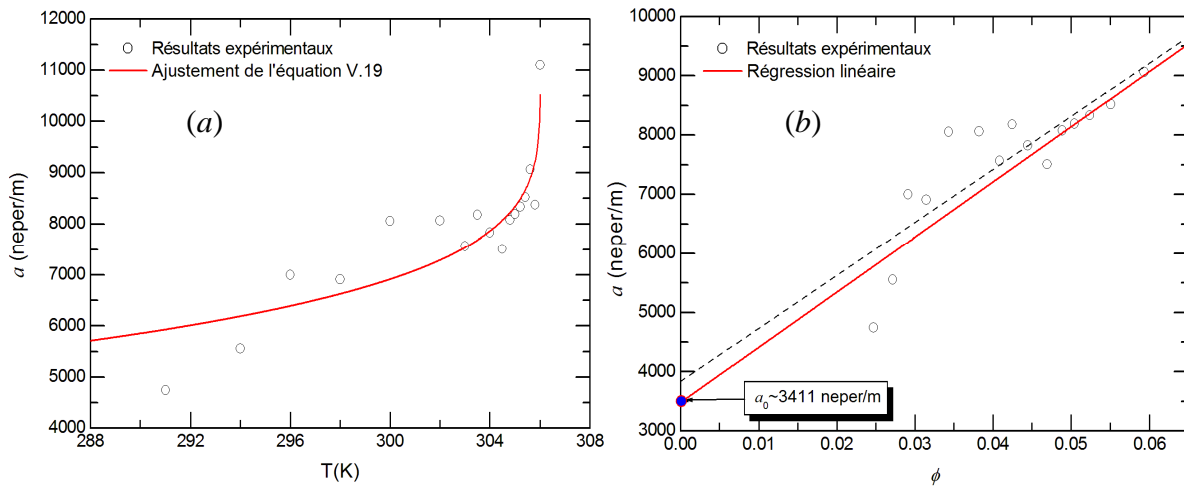 12000
11000
10000
9000
8000
7000
6000
5000
4000
a (neper/m)
Résultats expérimentaux
Ajustement de l'équation V.19
(a)
288 292 296 300 304 308
T(K)
10000
9000
8000
7000
6000
5000
4000
3000
a (neper/m)
Résultats expérimentaux
Régression linéaire
(b)
a₀~3411 neper/m
0.00 0.01 0.02 0.03 0.04 0.05 0.06
ϕ